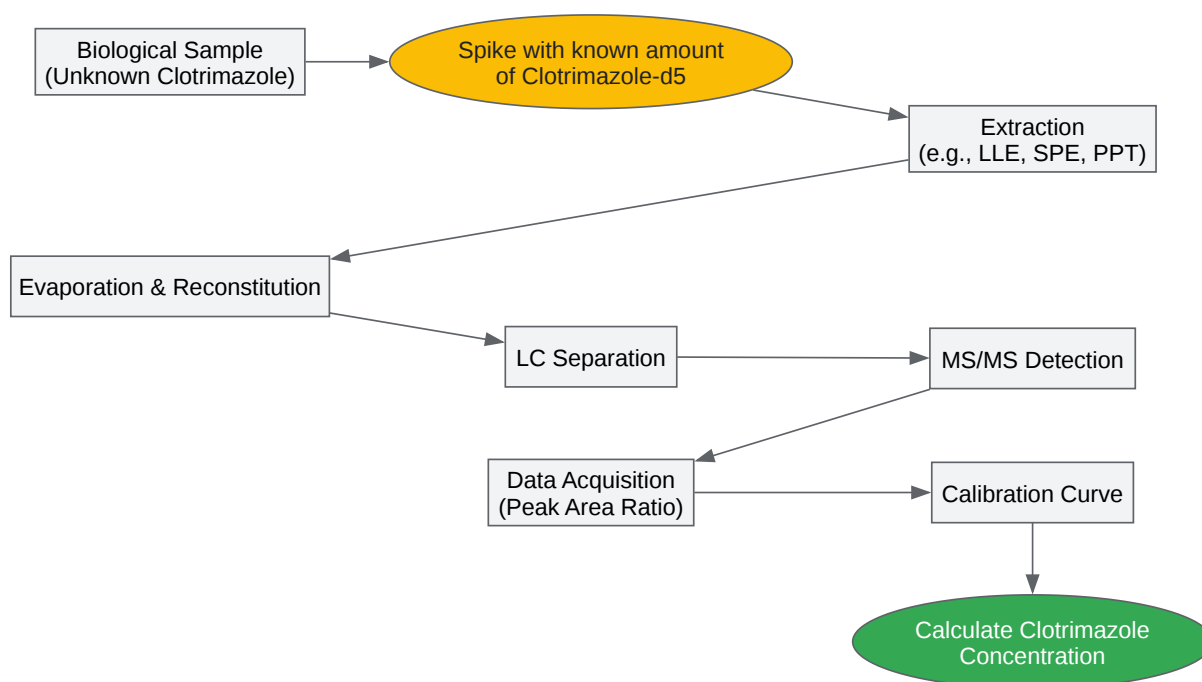 Biological Sample
(Unknown Clotrimazole)
Spike with known amount
of Clotrimazole-d5
Extraction
(e.g., LLE, SPE, PPT)
Evaporation & Reconstitution
LC Separation
MS/MS Detection
Data Acquisition
(Peak Area Ratio)
Calibration Curve
Calculate Clotrimazole
Concentration